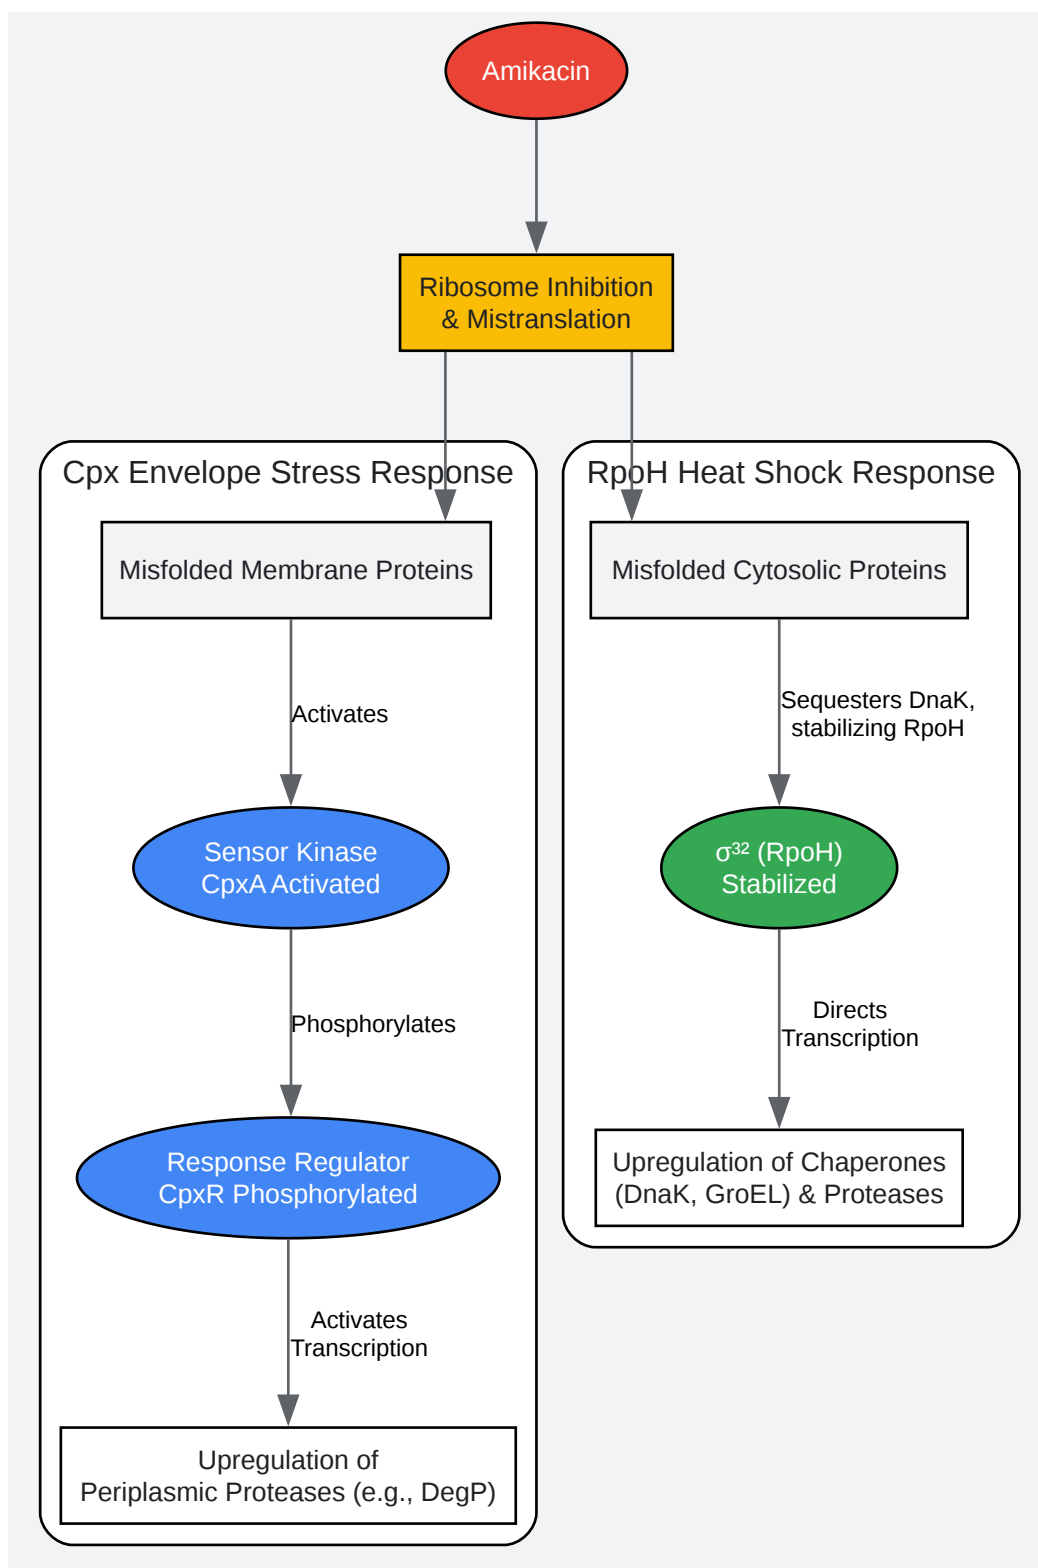 Amikacin
Ribosome Inhibition
& Mistranslation
Cpx Envelope Stress Response
Misfolded Membrane Proteins
Activates
Sensor Kinase
CpxA Activated
Phosphorylates
Response Regulator
CpxR Phosphorylated
Activates
Transcription
Upregulation of
Periplasmic Proteases (e.g., DegP)
RpoH Heat Shock Response
Misfolded Cytosolic Proteins
Sequesters DnaK,
stabilizing RpoH
σ³² (RpoH)
Stabilized
Directs
Transcription
Upregulation of Chaperones
(DnaK, GroEL) & Proteases